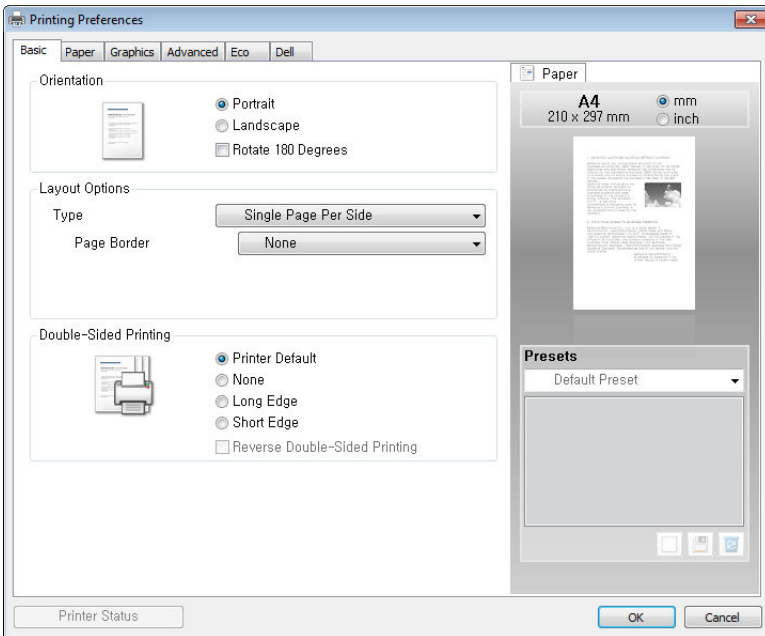 Printing Preferences
Basic Paper Graphics Advanced Eco Dell
Orientation
Portrait
Landscape
Rotate 180 Degrees
Layout Options
Type Single Page Per Side
Page Border None
Double-Sided Printing
Printer Default
None
Long Edge
Short Edge
Reverse Double-Sided Printing
Paper
A4
210 x 297 mm
mm
inch
Presets
Default Preset
Printer Status
OK Cancel